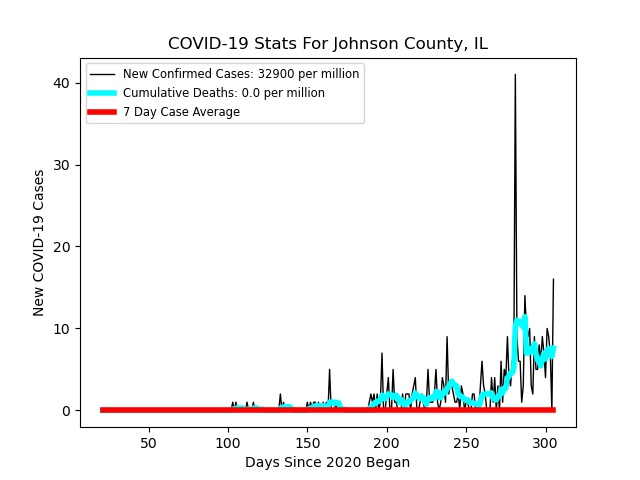 COVID-19 Stats For Johnson County, IL
New Confirmed Cases: 32900 per million
Cumulative Deaths: 0.0 per million
7 Day Case Average
New COVID-19 Cases
40
30
20
10
0
50 100 150 200 250 300
Days Since 2020 Began